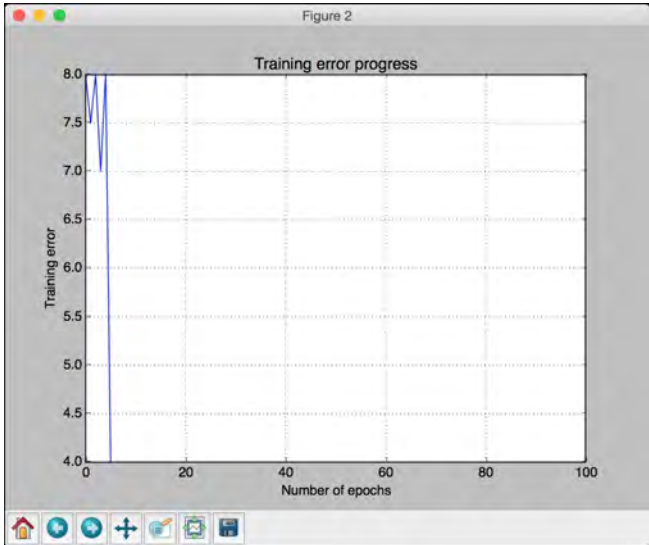 Figure 2
Training error progress
8.0
7.5
7.0
6.5
6.0
5.5
5.0
4.5
4.0
Training error
0 20 40 60 80 100
Number of epochs